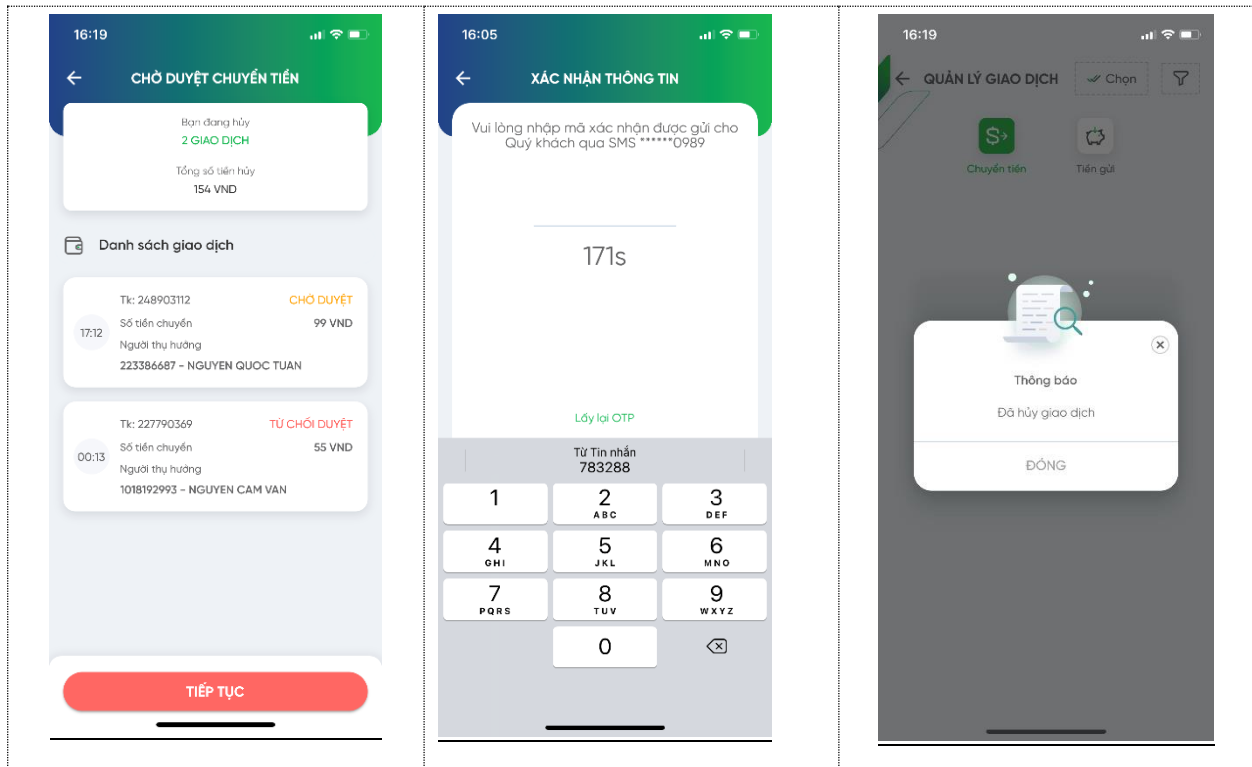 16:19
CHỜ DUYỆT CHUYỂN TIỀN
Bạn đang hủy
2 GIAO DỊCH
Tổng số tiền hủy
154 VND
Danh sách giao dịch
Tk: 248903112 CHỜ DUYỆT
17:12
Số tiền chuyển 99 VND
Người thụ hưởng
223386687 - NGUYEN QUOC TUAN
Tk: 227790369 TỪ CHỐI DUYỆT
00:13
Số tiền chuyển 55 VND
Người thụ hưởng
1018192993 - NGUYEN CAM VAN
TIẾP TỤC
16:05
XÁC NHẬN THÔNG TIN
Vui lòng nhập mã xác nhận được gửi cho
Quý khách qua SMS ******0989
171s
Lấy lại OTP
Từ Tin nhắn
783288
1 2 3
ABC DEF
4 5 6
GHI JKL MNO
7 8 9
PQRS TUV WXYZ
0
16:19
QUẢN LÝ GIAO DỊCH Chọn
Chuyển tiền Tiền gửi
Thông báo
Đã hủy giao dịch
ĐÓNG